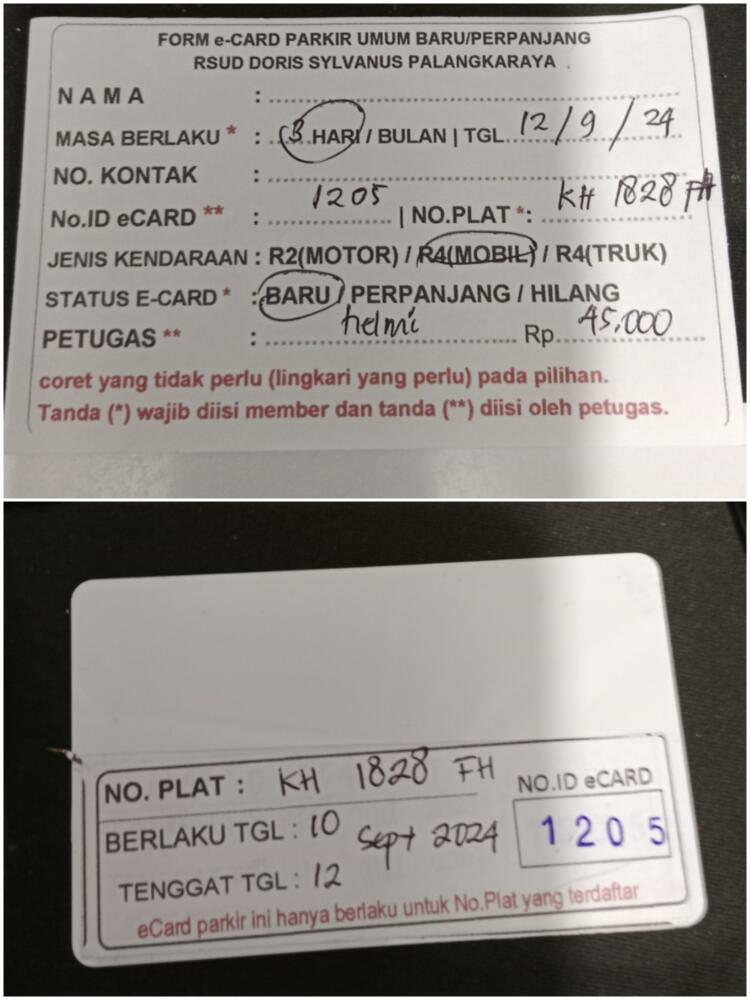 FORM e-CARD PARKIR UMUM BARU/PERPANJANG
RSUD DORIS SYLVANUS PALANGKARAYA
NAMA :
MASA BERLAKU * : 3 HARI / BULAN | TGL. 12/9/24
NO. KONTAK :
No.ID eCARD ** : 1205 | NO.PLAT *: KH 1828 FH
JENIS KENDARAAN : R2(MOTOR) / R4(MOBIL) / R4(TRUK)
STATUS E-CARD * : BARU / PERPANJANG / HILANG
PETUGAS ** : helmi Rp. 45.000
coret yang tidak perlu (lingkari yang perlu) pada pilihan.
Tanda (*) wajib diisi member dan tanda (**) diisi oleh petugas.
NO. PLAT : KH 1828 FH
NO.ID eCARD
BERLAKU TGL : 10 Sept 2024
1205
TENGGAT TGL : 12
eCard parkir ini hanya berlaku untuk No.Plat yang terdaftar